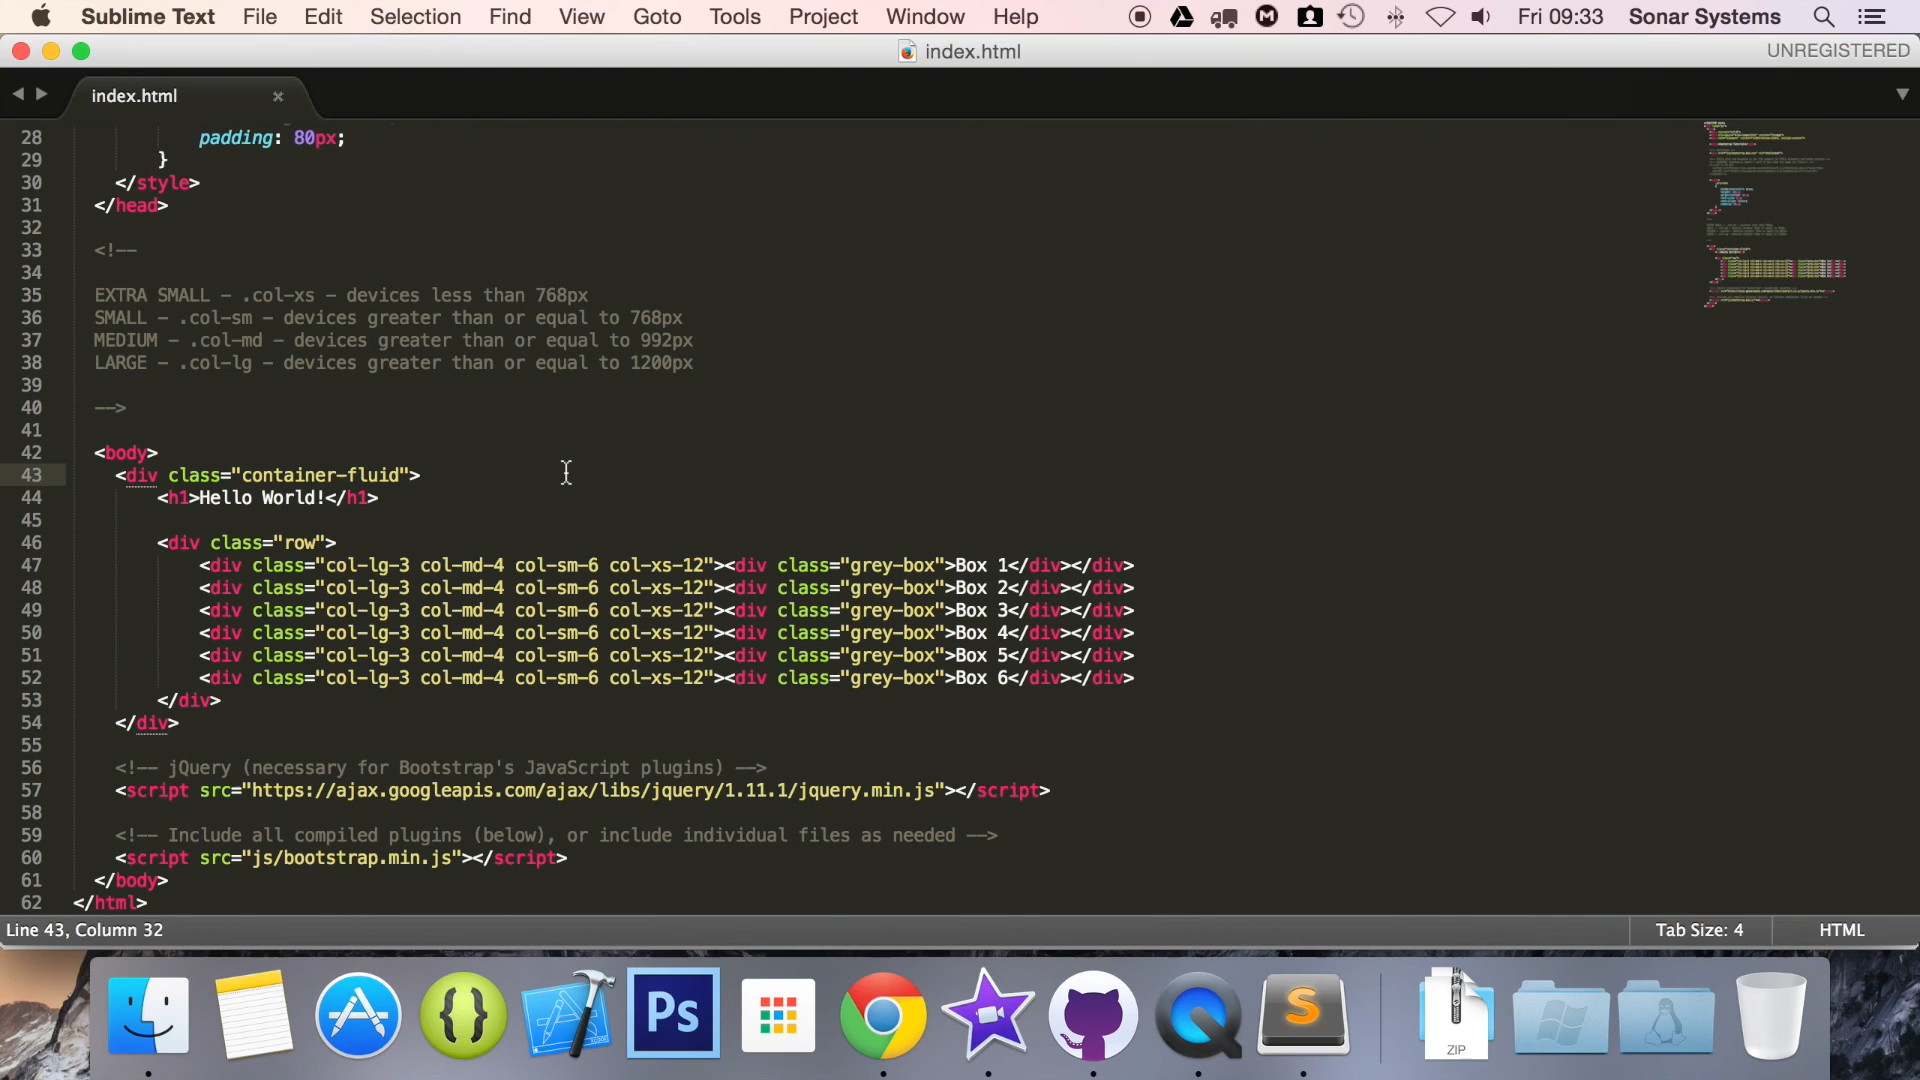 Sublime Text File Edit Selection Find View Goto Tools Project Window Help Fri 09:33 Sonar Systems
index.html UNREGISTERED
index.html
28 padding: 80px;
29 }
30 </style>
31 </head>
32
33 <!--
34
35 EXTRA SMALL - .col-xs - devices less than 768px
36 SMALL - .col-sm - devices greater than or equal to 768px
37 MEDIUM - .col-md - devices greater than or equal to 992px
38 LARGE - .col-lg - devices greater than or equal to 1200px
39
40 -->
41
42 <body>
43 <div class="container-fluid">
44 <h1>Hello World!</h1>
45
46 <div class="row">
47 <div class="col-lg-3 col-md-4 col-sm-6 col-xs-12"><div class="grey-box">Box 1</div></div>
48 <div class="col-lg-3 col-md-4 col-sm-6 col-xs-12"><div class="grey-box">Box 2</div></div>
49 <div class="col-lg-3 col-md-4 col-sm-6 col-xs-12"><div class="grey-box">Box 3</div></div>
50 <div class="col-lg-3 col-md-4 col-sm-6 col-xs-12"><div class="grey-box">Box 4</div></div>
51 <div class="col-lg-3 col-md-4 col-sm-6 col-xs-12"><div class="grey-box">Box 5</div></div>
52 <div class="col-lg-3 col-md-4 col-sm-6 col-xs-12"><div class="grey-box">Box 6</div></div>
53 </div>
54 </div>
55
56 <!-- jQuery (necessary for Bootstrap's JavaScript plugins) -->
57 <script src="https://ajax.googleapis.com/ajax/libs/jquery/1.11.1/jquery.min.js"></script>
58
59 <!-- Include all compiled plugins (below), or include individual files as needed -->
60 <script src="js/bootstrap.min.js"></script>
61 </body>
62 </html>
Line 43, Column 32 Tab Size: 4 HTML
Ps
S
ZIP